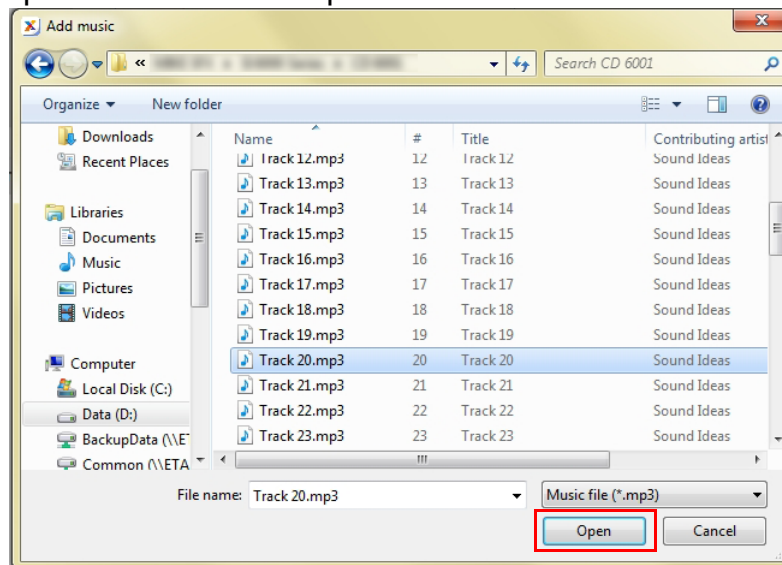 Add music
«
Search CD 6001
Organize
New folder
Downloads
Recent Places
Libraries
Documents
Music
Pictures
Videos
Computer
Local Disk (C:)
Data (D:)
BackupData (\\E
Common (\\ETA
Name # Title Contributing artist
Track 12.mp3 12 Track 12 Sound Ideas
Track 13.mp3 13 Track 13 Sound Ideas
Track 14.mp3 14 Track 14 Sound Ideas
Track 15.mp3 15 Track 15 Sound Ideas
Track 16.mp3 16 Track 16 Sound Ideas
Track 17.mp3 17 Track 17 Sound Ideas
Track 18.mp3 18 Track 18 Sound Ideas
Track 19.mp3 19 Track 19 Sound Ideas
Track 20.mp3 20 Track 20 Sound Ideas
Track 21.mp3 21 Track 21 Sound Ideas
Track 22.mp3 22 Track 22 Sound Ideas
Track 23.mp3 23 Track 23 Sound Ideas
File name: Track 20.mp3 Music file (*.mp3)
Open Cancel